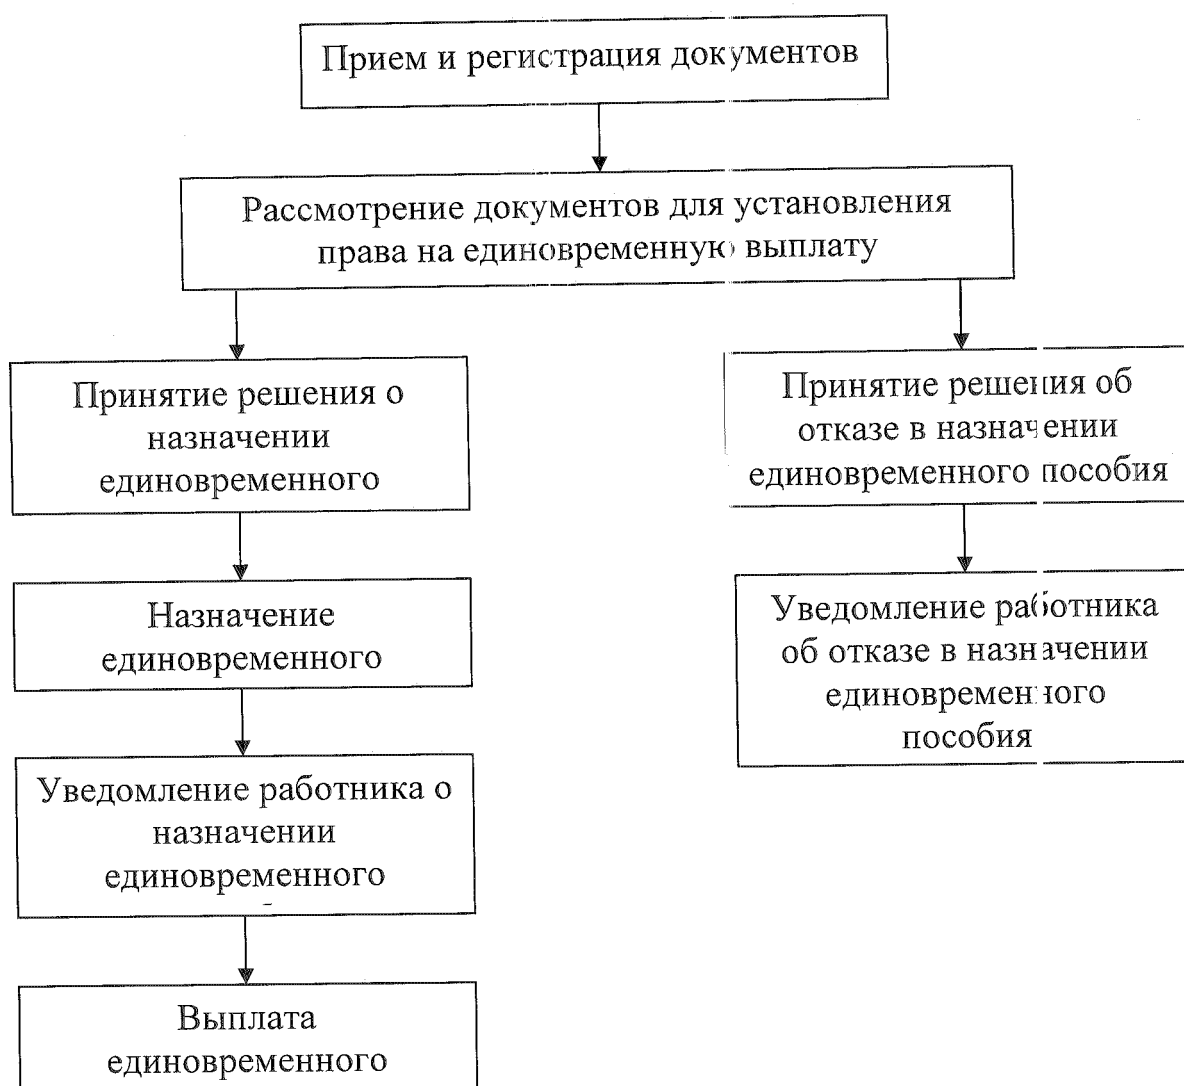 Прием и регистрация документов
Рассмотрение документов для установления
права на единовременную выплату
Принятие решения о
назначении
единовременного
Принятие решения об
отказе в назначении
единовременного пособия
Назначение
единовременного
Уведомление работника
об отказе в назначении
единовременного
пособия
Уведомление работника о
назначении
единовременного
Выплата
единовременного